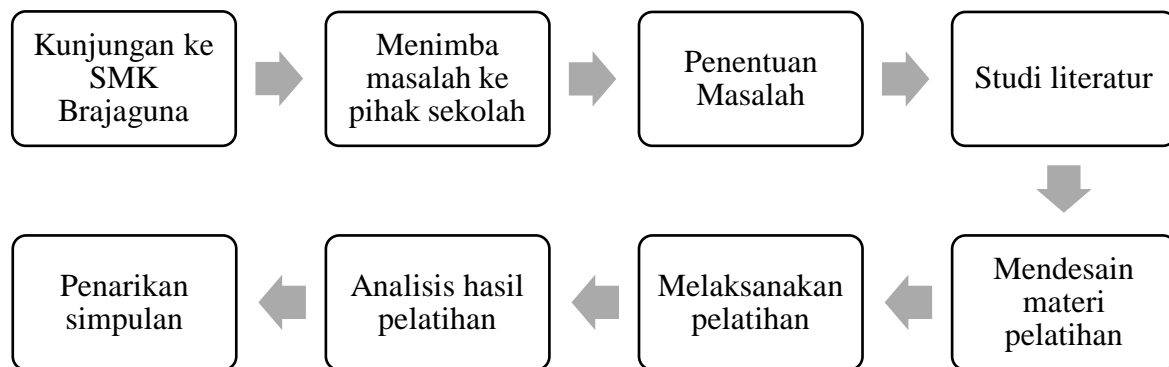 Kunjungan ke
SMK
Brajaguna
Menimba
masalah ke
pihak sekolah
Penentuan
Masalah
Studi literatur
Mendesain
materi
pelatihan
Melaksanakan
pelatihan
Analisis hasil
pelatihan
Penarikan
simpulan